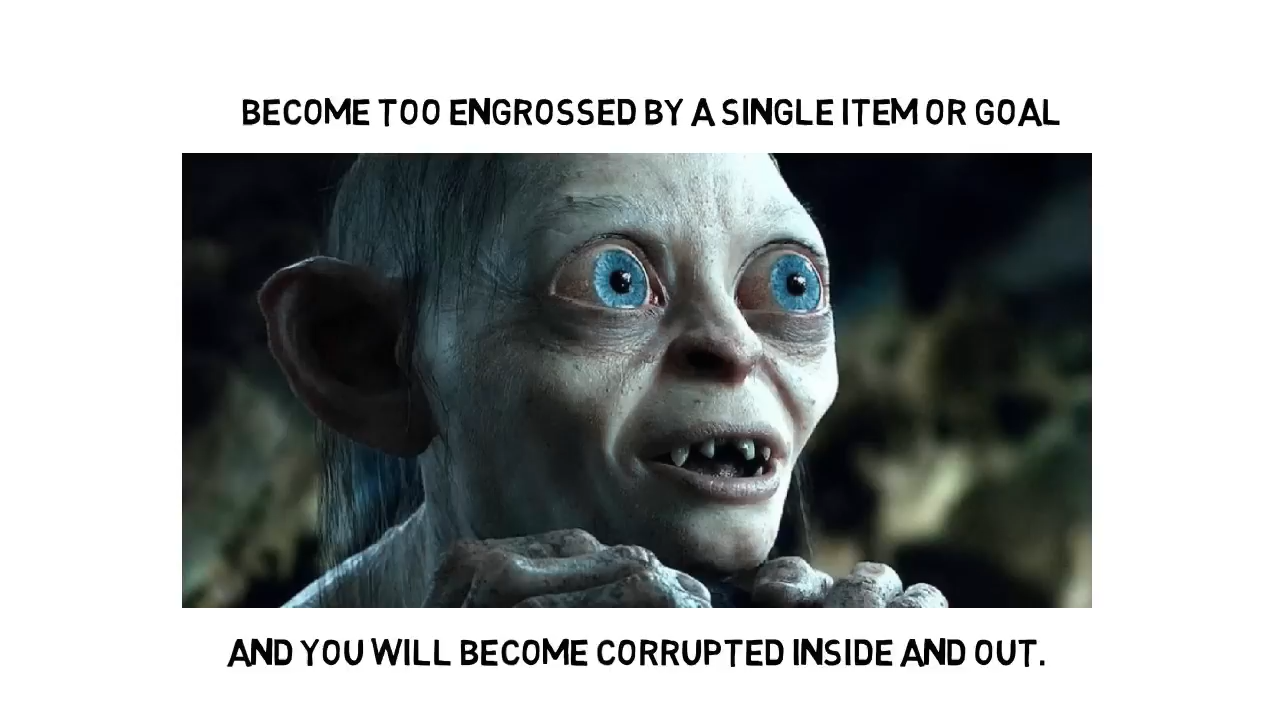 BECOME TOO ENGROSSED BY A SINGLE ITEM OR GOAL
AND YOU WILL BECOME CORRUPTED INSIDE AND OUT.